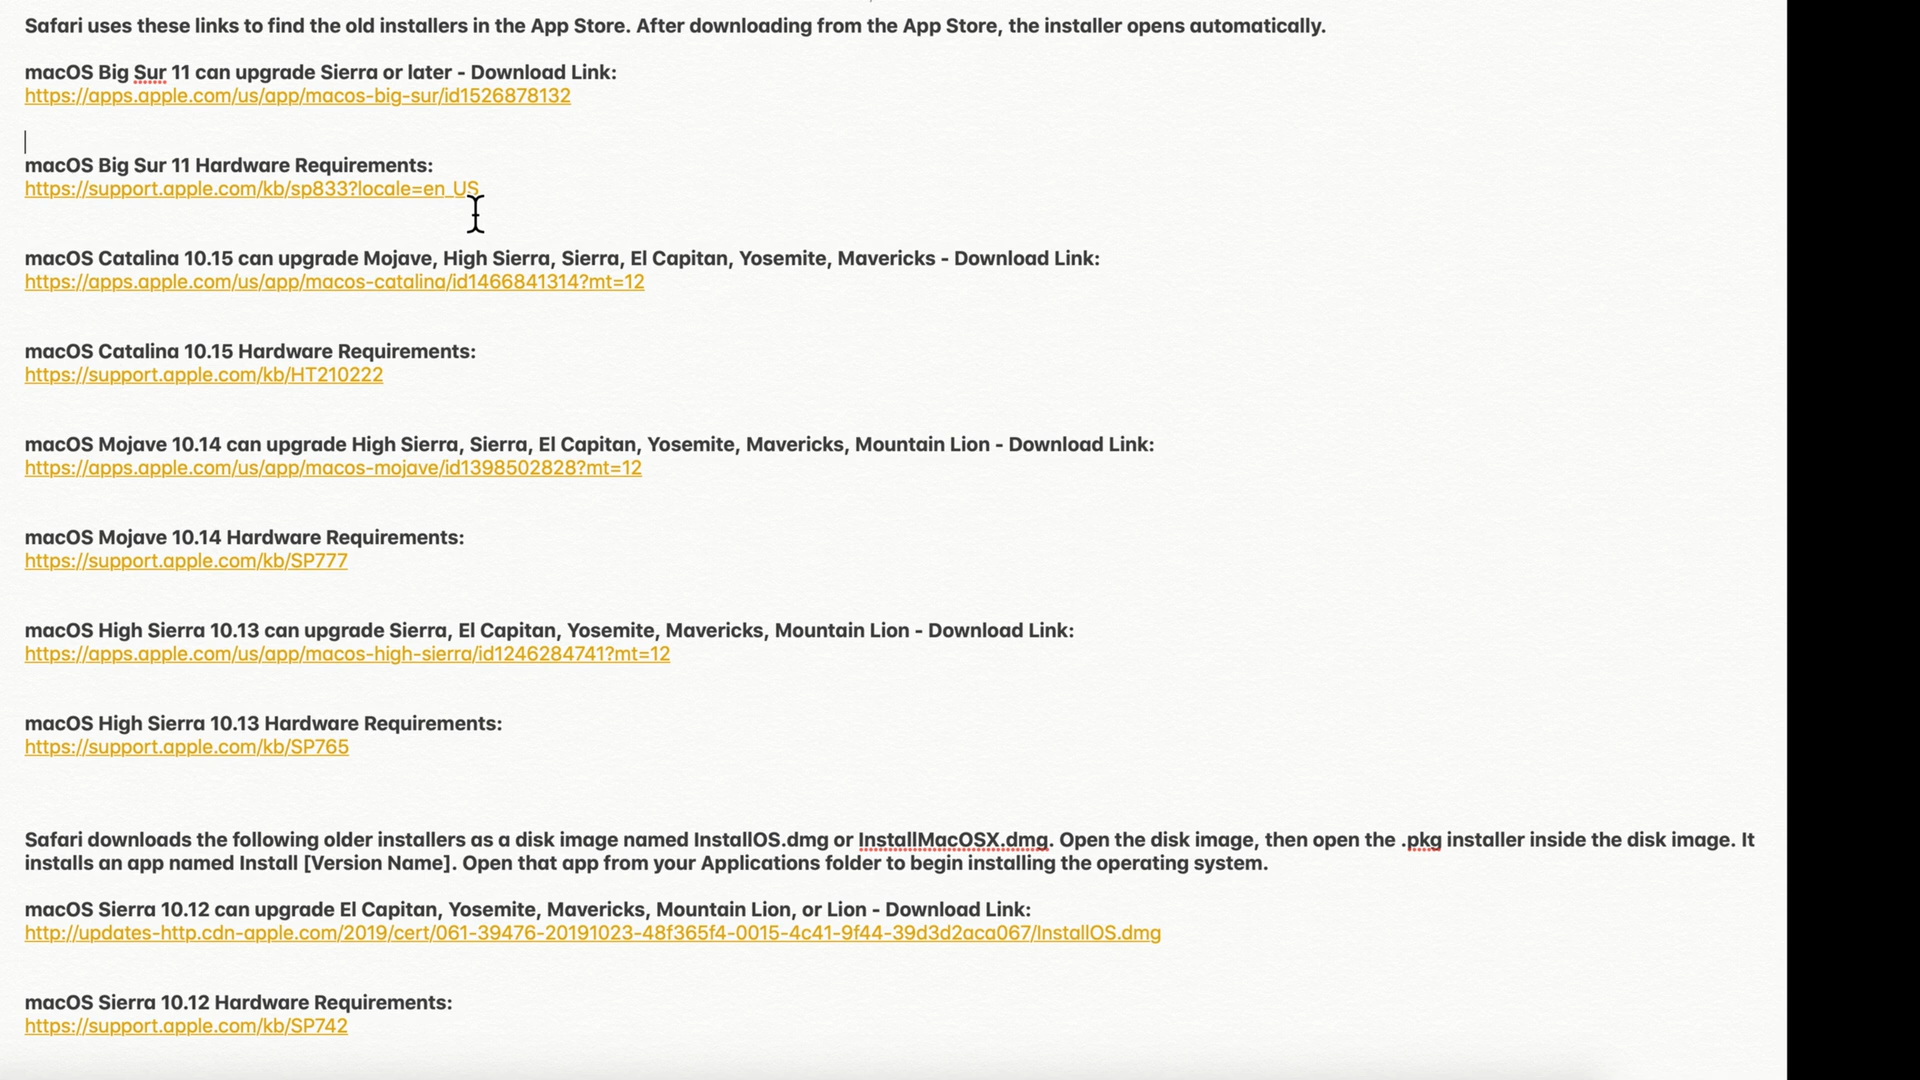 Safari uses these links to find the old installers in the App Store. After downloading from the App Store, the installer opens automatically.
macOS Big Sur 11 can upgrade Sierra or later - Download Link:
https://apps.apple.com/us/app/macos-big-sur/id1526878132
macOS Big Sur 11 Hardware Requirements:
https://support.apple.com/kb/sp833?locale=en_US
macOS Catalina 10.15 can upgrade Mojave, High Sierra, Sierra, El Capitan, Yosemite, Mavericks - Download Link:
https://apps.apple.com/us/app/macos-catalina/id1466841314?mt=12
macOS Catalina 10.15 Hardware Requirements:
https://support.apple.com/kb/HT210222
macOS Mojave 10.14 can upgrade High Sierra, Sierra, El Capitan, Yosemite, Mavericks, Mountain Lion - Download Link:
https://apps.apple.com/us/app/macos-mojave/id1398502828?mt=12
macOS Mojave 10.14 Hardware Requirements:
https://support.apple.com/kb/SP777
macOS High Sierra 10.13 can upgrade Sierra, El Capitan, Yosemite, Mavericks, Mountain Lion - Download Link:
https://apps.apple.com/us/app/macos-high-sierra/id1246284741?mt=12
macOS High Sierra 10.13 Hardware Requirements:
https://support.apple.com/kb/SP765
Safari downloads the following older installers as a disk image named InstallOS.dmg or InstallMacOSX.dmg. Open the disk image, then open the .pkg installer inside the disk image. It
installs an app named Install [Version Name]. Open that app from your Applications folder to begin installing the operating system.
macOS Sierra 10.12 can upgrade El Capitan, Yosemite, Mavericks, Mountain Lion, or Lion - Download Link:
http://updates-http.cdn-apple.com/2019/cert/061-39476-20191023-48f365f4-0015-4c41-9f44-39d3d2aca067/InstallOS.dmg
macOS Sierra 10.12 Hardware Requirements:
https://support.apple.com/kb/SP742